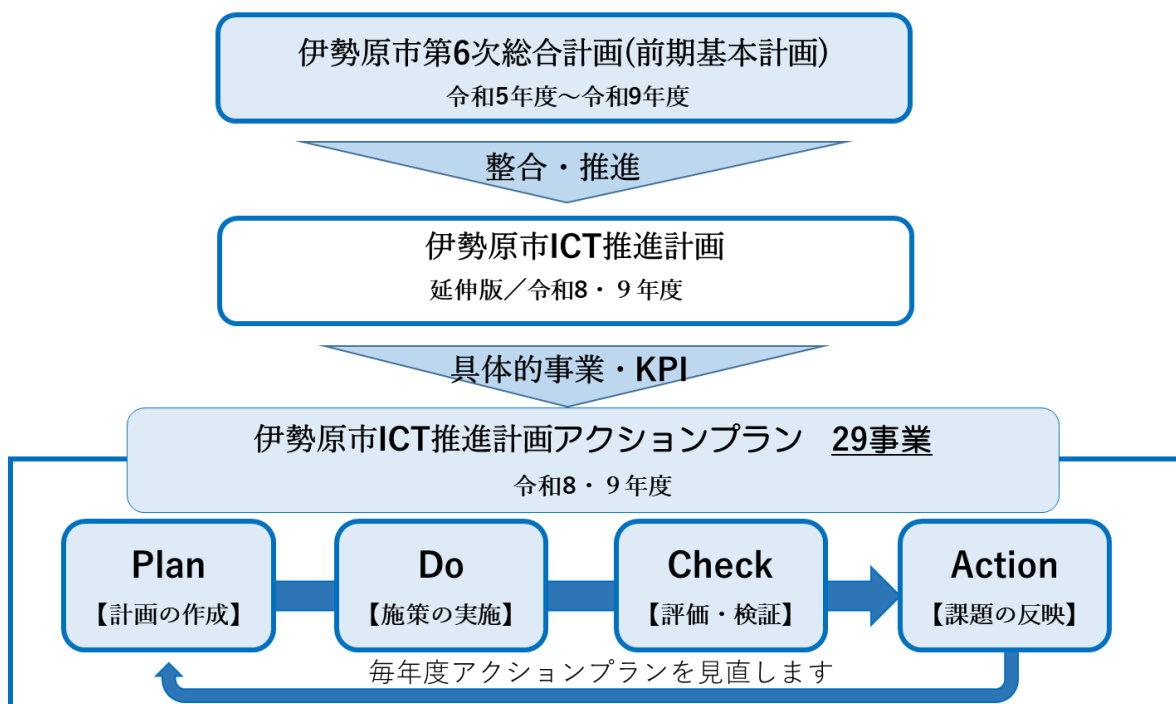 伊勢原市第6次総合計画(前期基本計画)
令和5年度～令和9年度
整合・推進
伊勢原市ICT推進計画
延伸版／令和8・９年度
具体的事業・KPI
伊勢原市ICT推進計画アクションプラン　29事業
令和8・９年度
Plan
【計画の作成】
Do
【施策の実施】
Check
【評価・検証】
Action
【課題の反映】
毎年度アクションプランを見直します